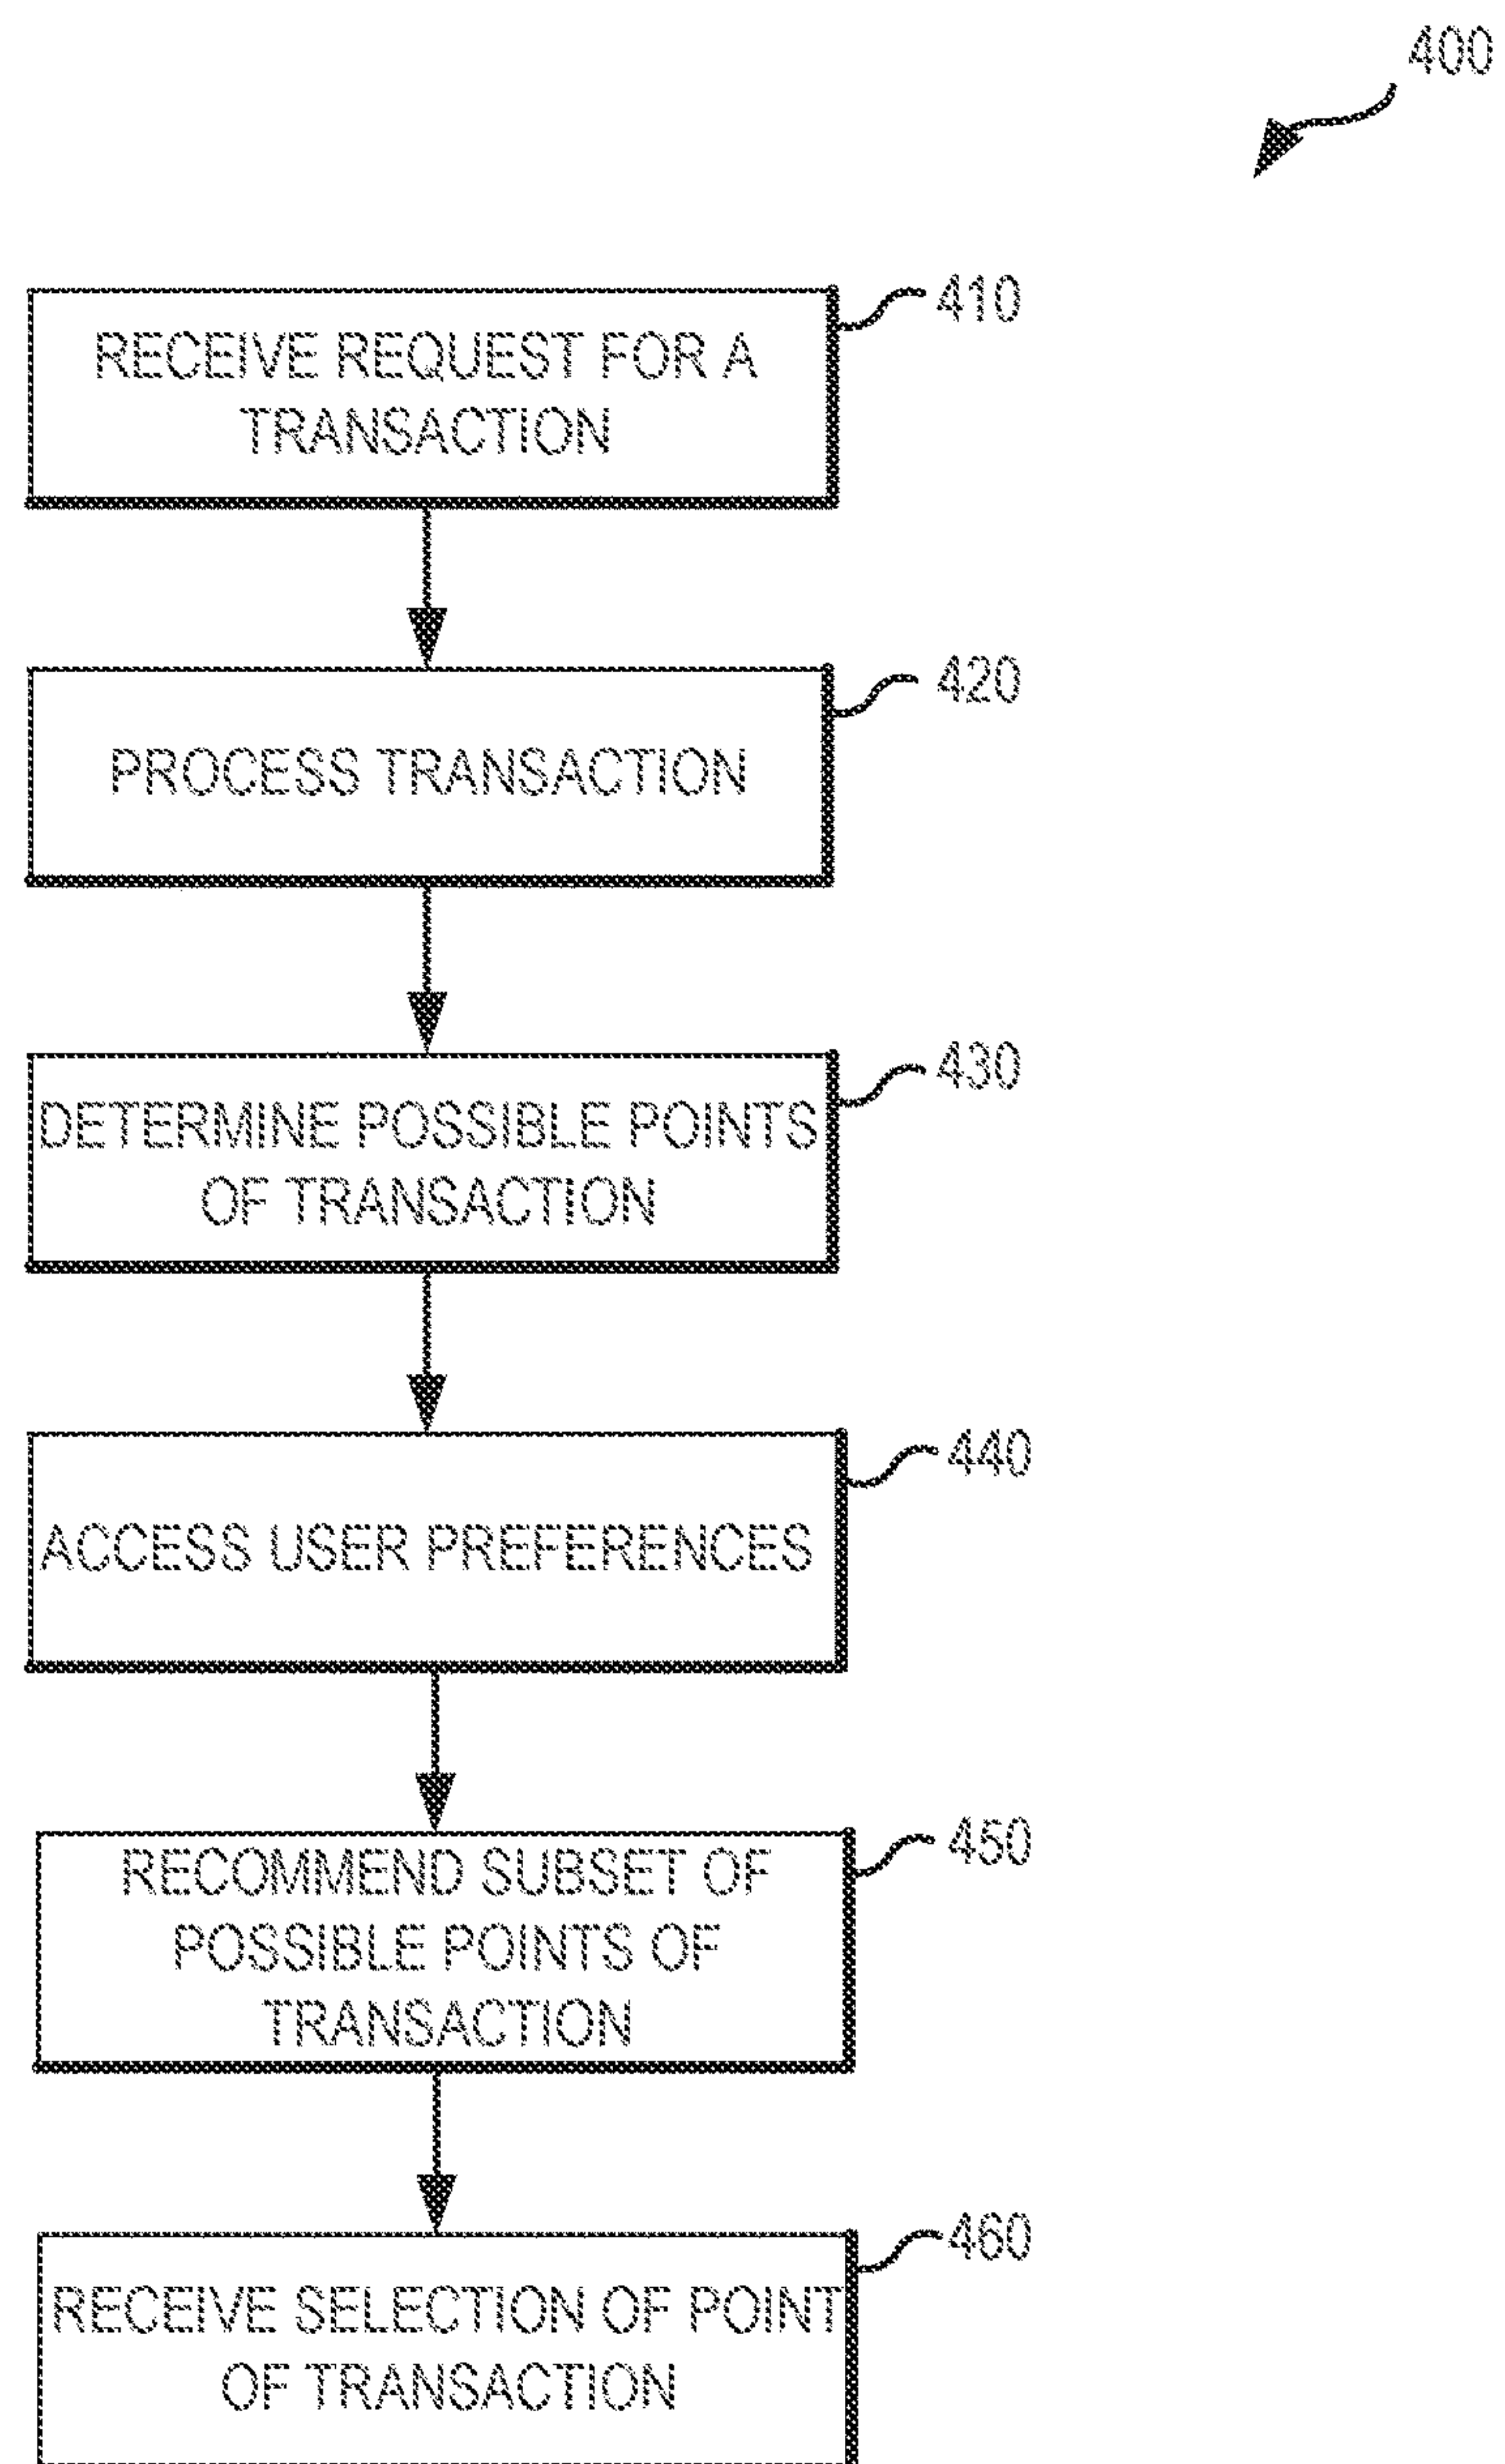 400
410
RECEIVE REQUEST FOR A
TRANSACTION
420
PROCESS TRANSACTION
430
DETERMINE POSSIBLE POINTS
OF TRANSACTION
440
ACCESS USER PREFERENCES
450
RECOMMEND SUBSET OF
POSSIBLE POINTS OF
TRANSACTION
460
RECEIVE SELECTION OF POINT
OF TRANSACTION